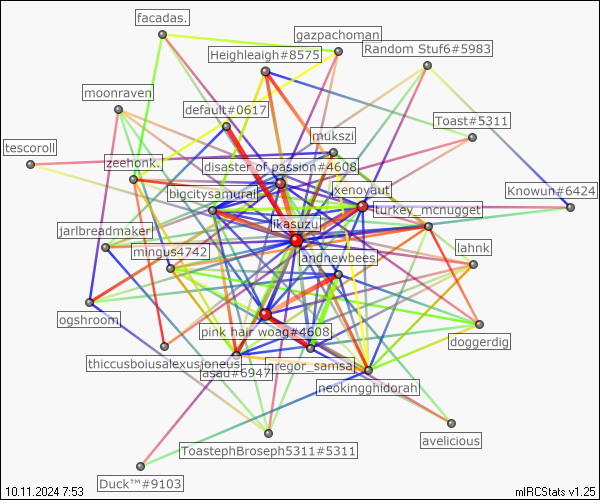 facadas.
gazpachoman
Random Stuf6#5983
Heighleaigh#8575
moonraven
default#0617
Toast#5311
mukszi
tescoroll
zeehonk.
disaster of passion#4608
bigcitysamurai
xenoyaut
Knowun#6424
turkey_mcnugget
jarlbreadmaker
ikasuzu
mingus4742
andnewbees
lahnk
ogshroom
pink hair woag#4608
doggerdig
thiccusboiusalexusjoneus
asau#6947
gregor_samsa
neokingghidorah
ToastephBroseph5311#5311
avelicious
Duck™#9103
10.11.2024 7:53
mIRCStats v1.25